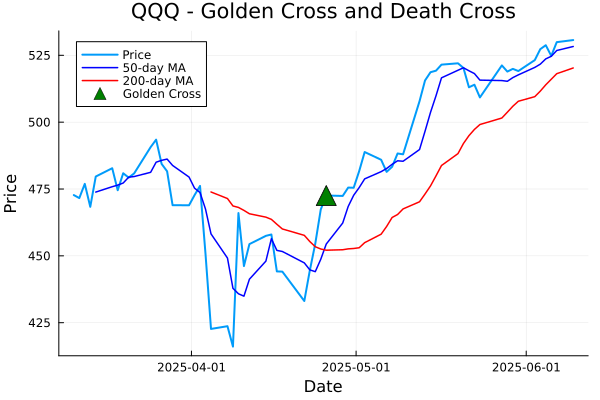 QQQ - Golden Cross and Death Cross
Price
50-day MA
200-day MA
Golden Cross
525
500
475
450
425
Price
2025-04-01
2025-05-01
2025-06-01
Date